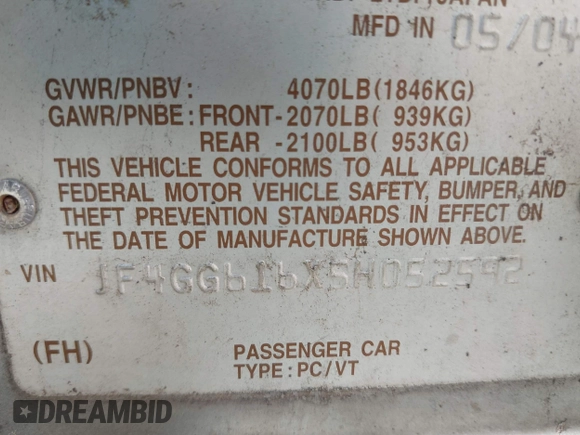 JAPAN
MFD IN 05/04
GVWR/PNBV: 4070LB(1846KG)
GAWR/PNBE: FRONT-2070LB( 939KG)
REAR -2100LB( 953KG)
THIS VEHICLE CONFORMS TO ALL APPLICABLE
FEDERAL MOTOR VEHICLE SAFETY, BUMPER, AND
THEFT PREVENTION STANDARDS IN EFFECT ON
THE DATE OF MANUFACTURE SHOWN ABOVE.
VIN JF4GG616X5H052592
(FH) PASSENGER CAR
TYPE:PC/VT
DREAMBID